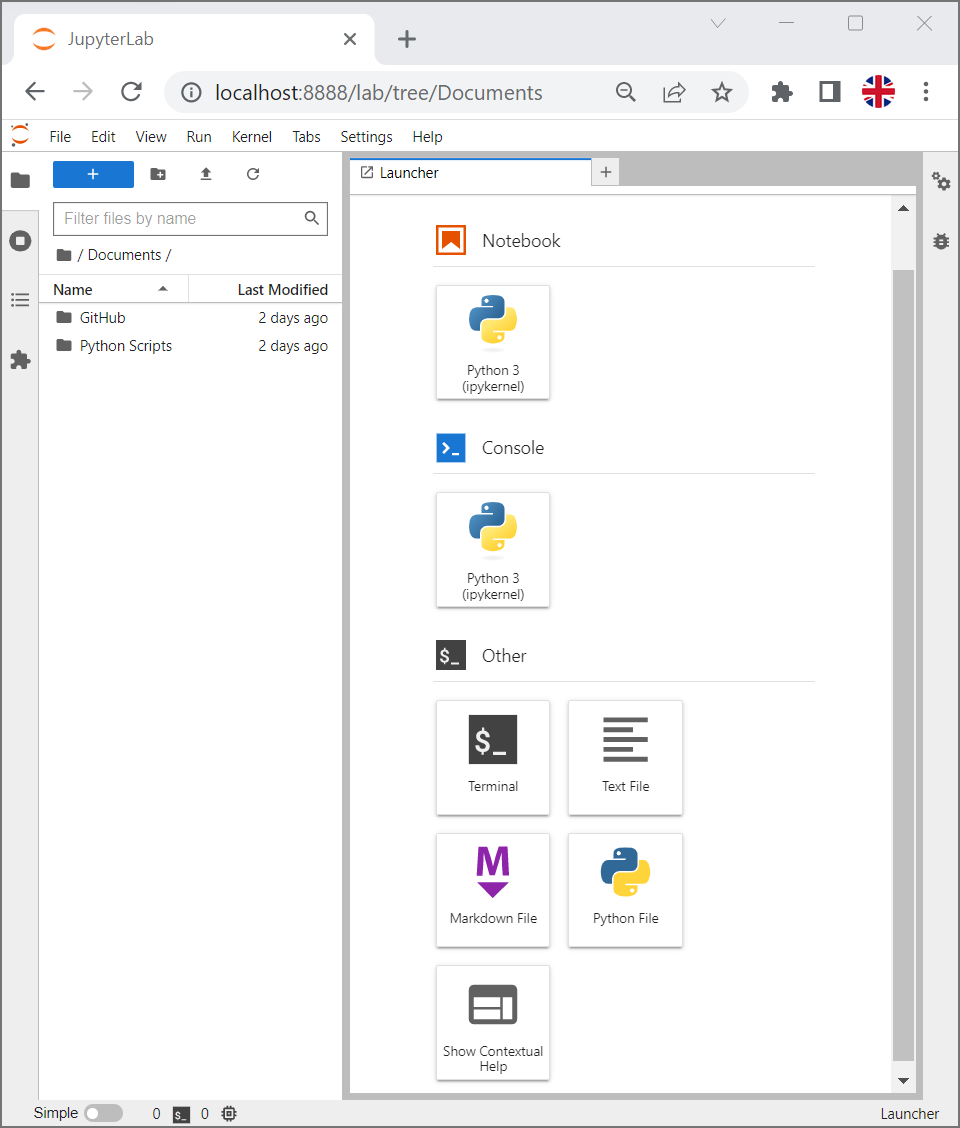 JupyterLab
localhost:8888/lab/tree/Documents
File Edit View Run Kernel Tabs Settings Help
Launcher
Filter files by name
/ Documents /
Name Last Modified
GitHub 2 days ago
Python Scripts 2 days ago
Notebook
Python 3
(ipykernel)
Console
Python 3
(ipykernel)
$_ Other
$_
Terminal
Text File
M
Markdown File
Python File
Show Contextual
Help
Simple 0 $_ 0 Launcher